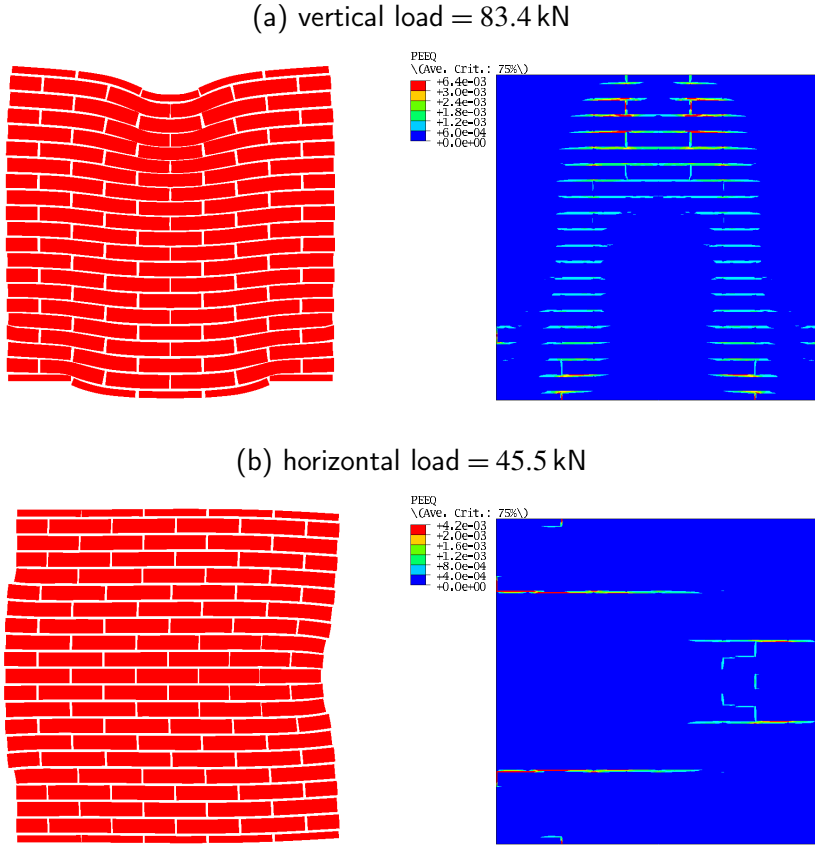 (a) vertical load = 83.4 kN
PEEQ
\(Ave. Crit.: 75%\)
+6.4e-03
+3.0e-03
+2.4e-03
+1.8e-03
+1.2e-03
+6.0e-04
+0.0e+00
(b) horizontal load = 45.5 kN
PEEQ
\(Ave. Crit.: 75%\)
+4.2e-03
+2.0e-03
+1.6e-03
+1.2e-03
+8.0e-04
+4.0e-04
+0.0e+00